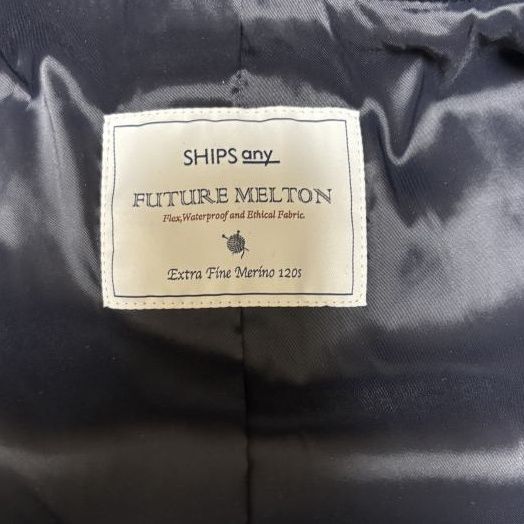 SHIPS any
FUTURE MELTON
Flex, Waterproof and Ethical Fabric.
Extra Fine Merino 120s